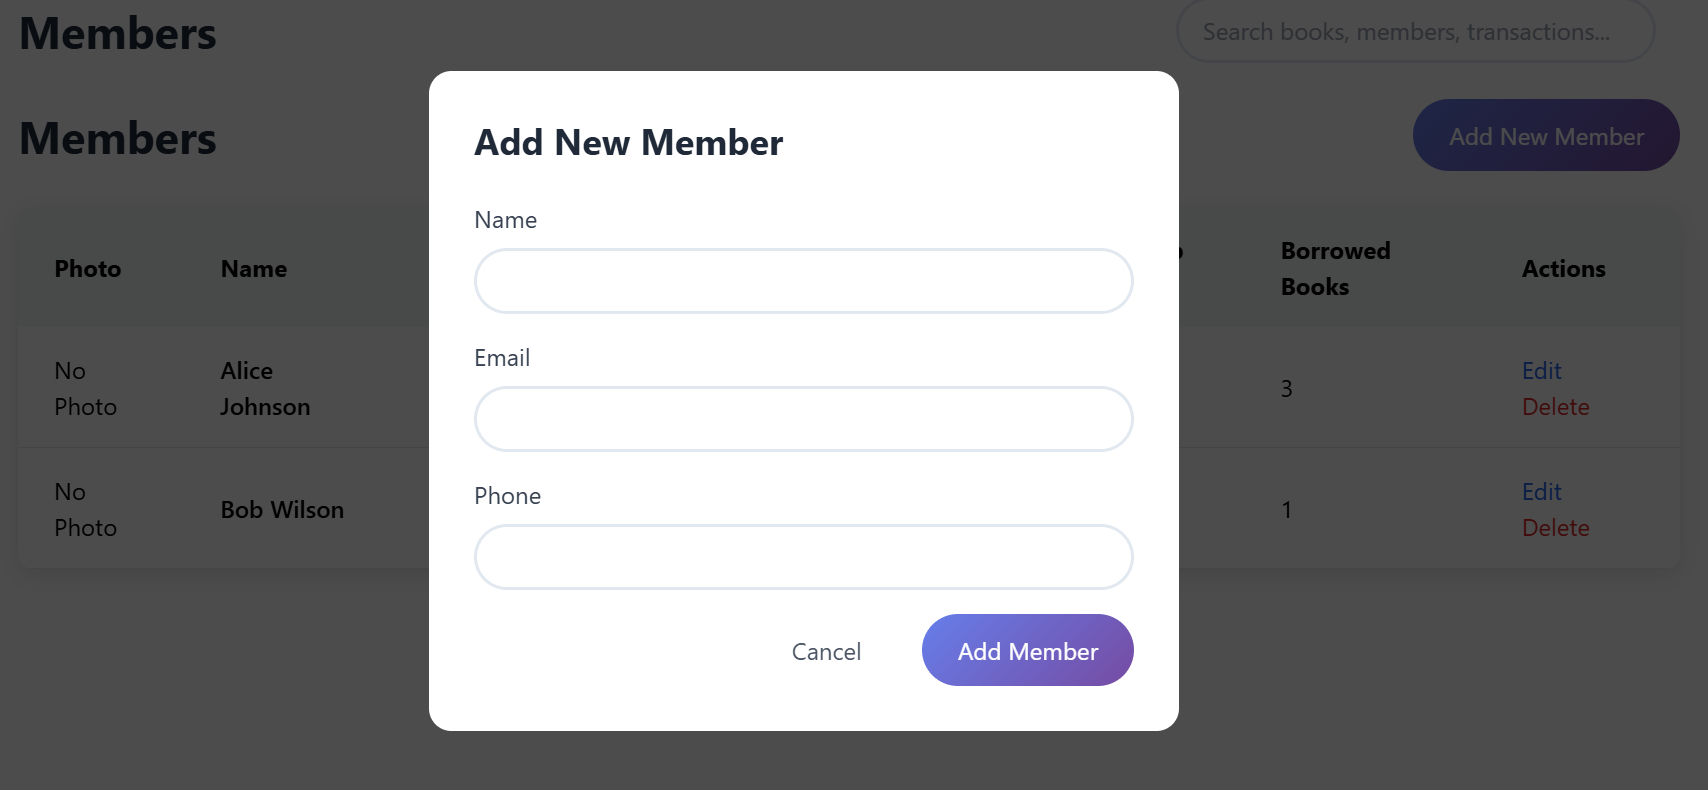 Members
Search books, members, transactions...
Members
Add New Member
Add New Member
Name
Email
Phone
Cancel
Add Member
Photo
Name
Borrowed
Books
Actions
No
Photo
Alice
Johnson
3
Edit
Delete
No
Photo
Bob Wilson
1
Edit
Delete